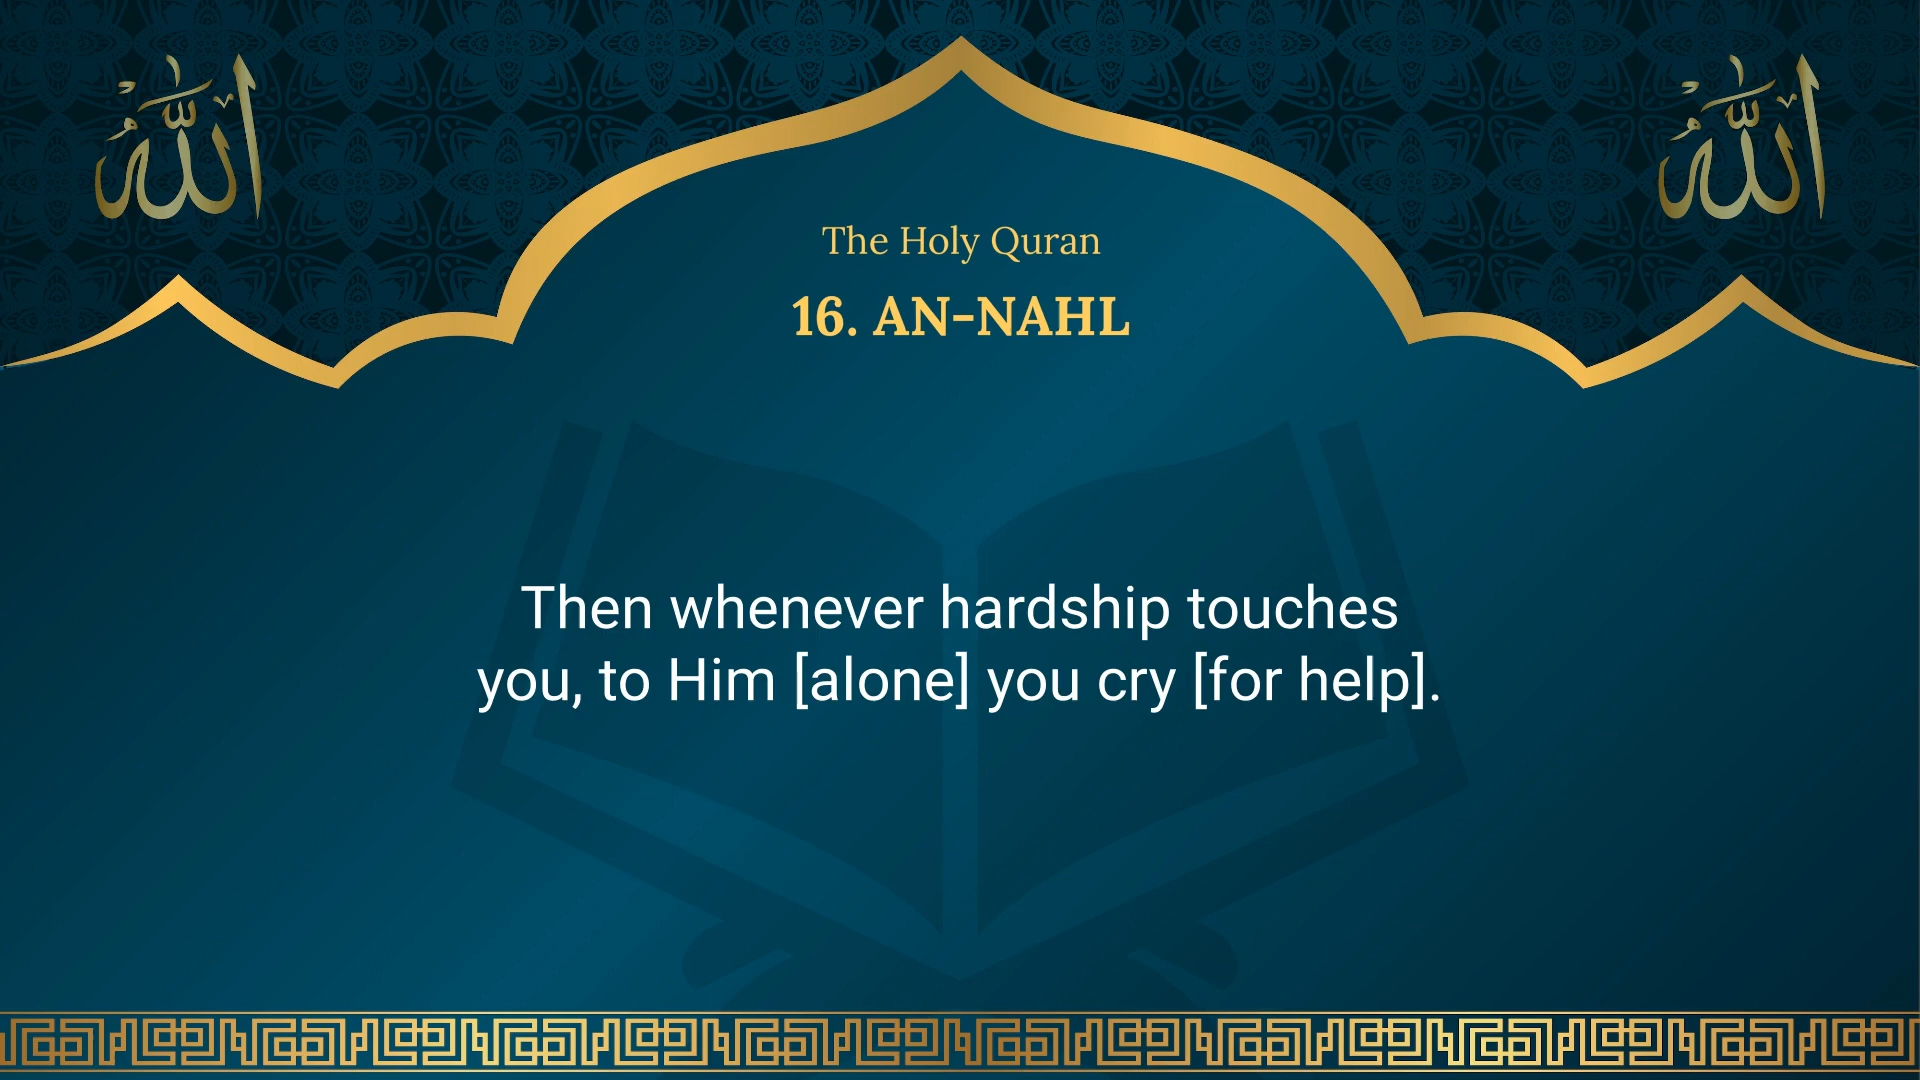 الله
الله
The Holy Quran
16. AN-NAHL
Then whenever hardship touches
you, to Him [alone] you cry [for help].